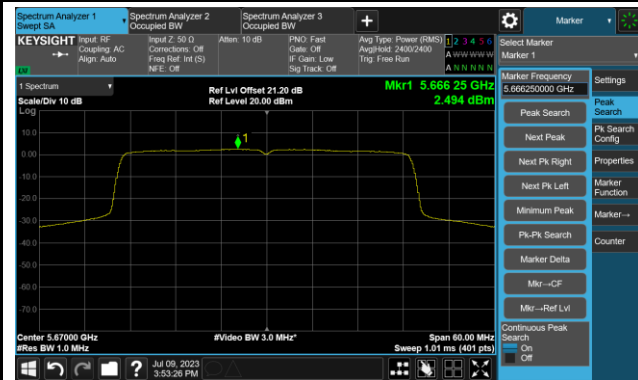 Spectrum Analyzer 1
Swept SA
Spectrum Analyzer 2
Occupied BW
Spectrum Analyzer 3
Occupied BW
+
Marker
KEYSIGHT
Input: RF
Coupling: AC
Align: Auto
Input Z: 50 Ω
Corrections: Off
Freq Ref: Int (S)
NFE: Off
Atten: 10 dB
PNO: Fast
Gate: Off
IF Gain: Low
Sig Track: Off
Avg Type: Power (RMS)
Avg|Hold: 2400/2400
Trig: Free Run
1 2 3 4 5 6
A W W W W W
A N N N N N
Select Marker
Marker 1
1 Spectrum
Scale/Div 10 dB
Log
Ref Lvl Offset 21.20 dB
Ref Level 20.00 dBm
Mkr1 5.666 25 GHz
2.494 dBm
1
10.0
0.00
-10.0
-20.0
-30.0
-40.0
-50.0
-60.0
-70.0
Center 5.67000 GHz
#Res BW 1.0 MHz
#Video BW 3.0 MHz*
Span 60.00 MHz
Sweep 1.01 ms (401 pts)
Marker Frequency
5.666250000 GHz
Peak Search
Next Peak
Next Pk Right
Next Pk Left
Minimum Peak
Pk-Pk Search
Marker Delta
Mkr→CF
Mkr→Ref Lvl
Continuous Peak
Search
On
Off
Settings
Peak
Search
Pk Search
Config
Properties
Marker
Function
Marker→
Counter
?
Jul 09, 2023
3:53:26 PM